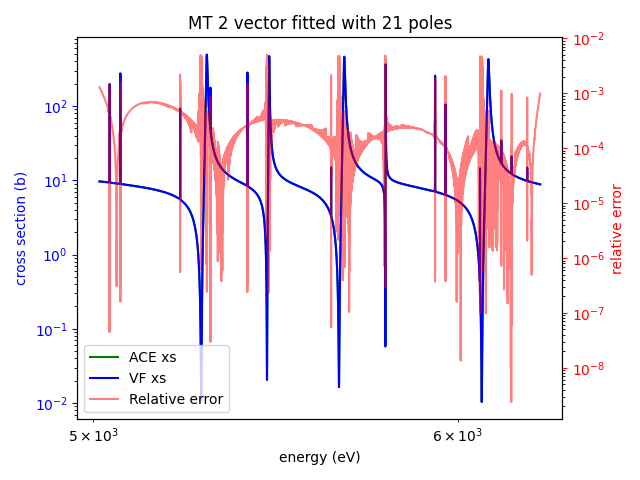 MT 2 vector fitted with 21 poles
cross section (b)
10²
10¹
10⁰
10⁻¹
10⁻²
10⁻²
10⁻³
10⁻⁴
10⁻⁵
10⁻⁶
10⁻⁷
10⁻⁸
relative error
ACE xs
VF xs
Relative error
5 × 10³
6 × 10³
energy (eV)